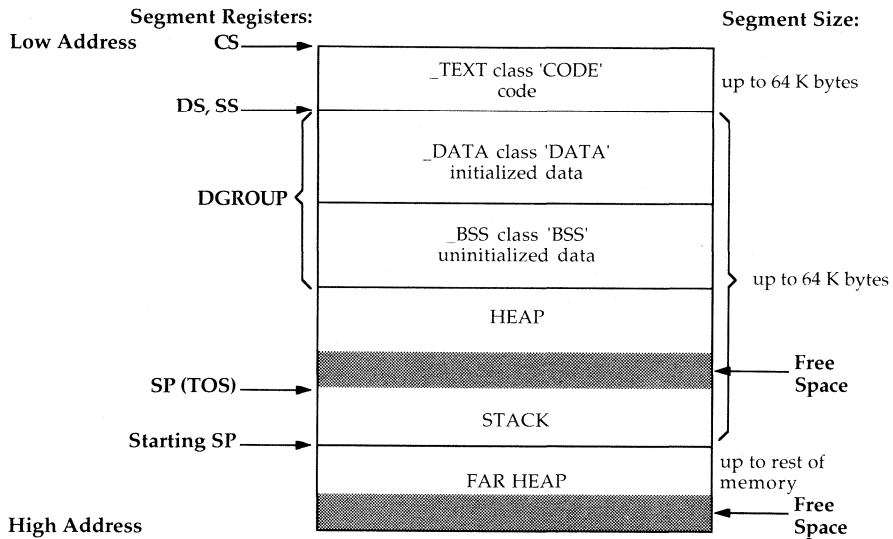 Segment Registers:
Segment Size:
Low Address
CS
_TEXT class 'CODE'
code
up to 64 K bytes
DS, SS
_DATA class 'DATA'
initialized data
DGROUP
_BSS class 'BSS'
uninitialized data
up to 64 K bytes
HEAP
Free
Space
SP (TOS)
STACK
Starting SP
FAR HEAP
up to rest of
memory
Free
Space
High Address